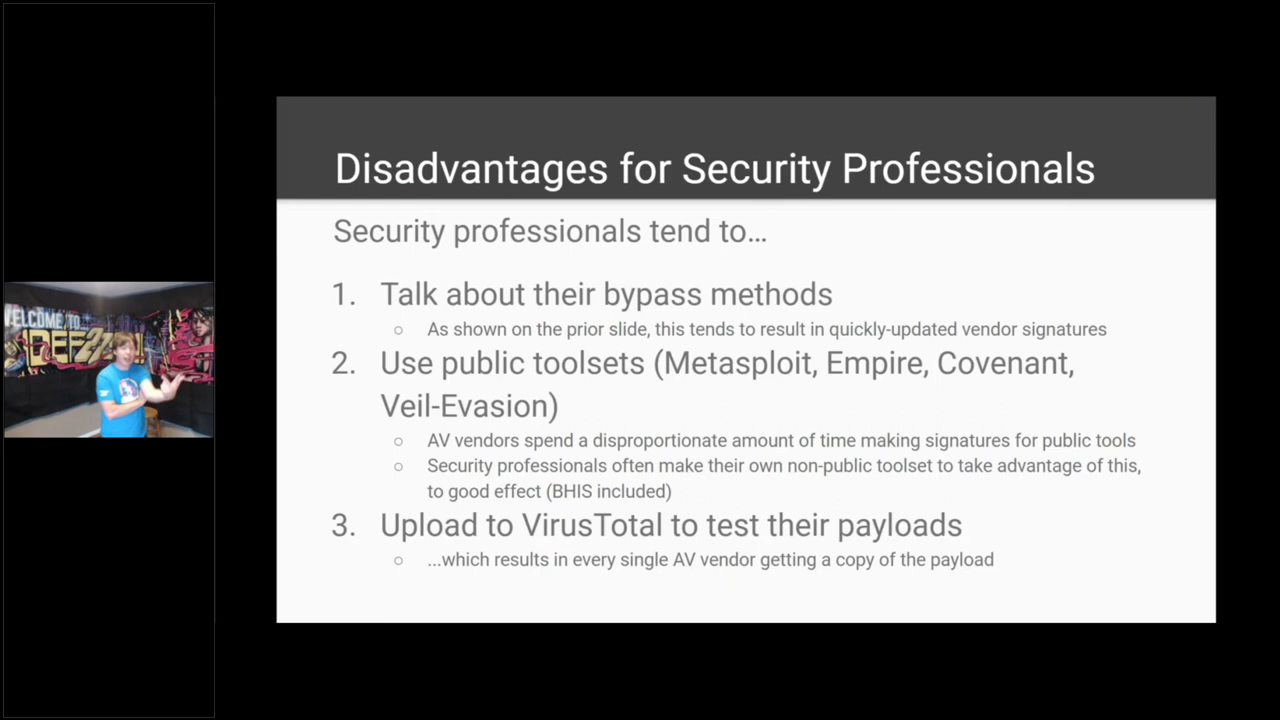 WELCOME TO
DEF
Disadvantages for Security Professionals
Security professionals tend to...
1. Talk about their bypass methods
○ As shown on the prior slide, this tends to result in quickly-updated vendor signatures
2. Use public toolsets (Metasploit, Empire, Covenant,
Veil-Evasion)
○ AV vendors spend a disproportionate amount of time making signatures for public tools
○ Security professionals often make their own non-public toolset to take advantage of this,
to good effect (BHIS included)
3. Upload to VirusTotal to test their payloads
○ ...which results in every single AV vendor getting a copy of the payload